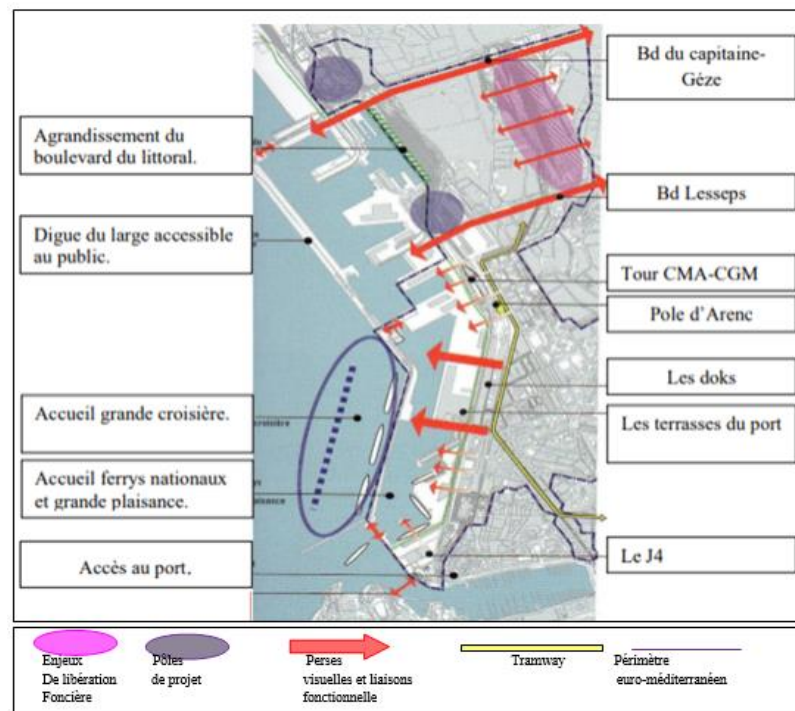 Bd du capitaine-
Géze
Agrandissement du
boulevard du littoral.
Bd Lesseps
Digue du large accessible
au public.
Tour CMA-CGM
Pole d'Arenc
Les doks
Accueil grande croisière.
croisière
Les terrasses du port
Accueil ferrys nationaux
et grande plaisance.
Le J4
Accès au port.
Enjeux
De libération
Foncière
Pôles
de projet
Perses
visuelles et liaisons
fonctionnelle
Tramway
Périmètre
euro-méditerranéen